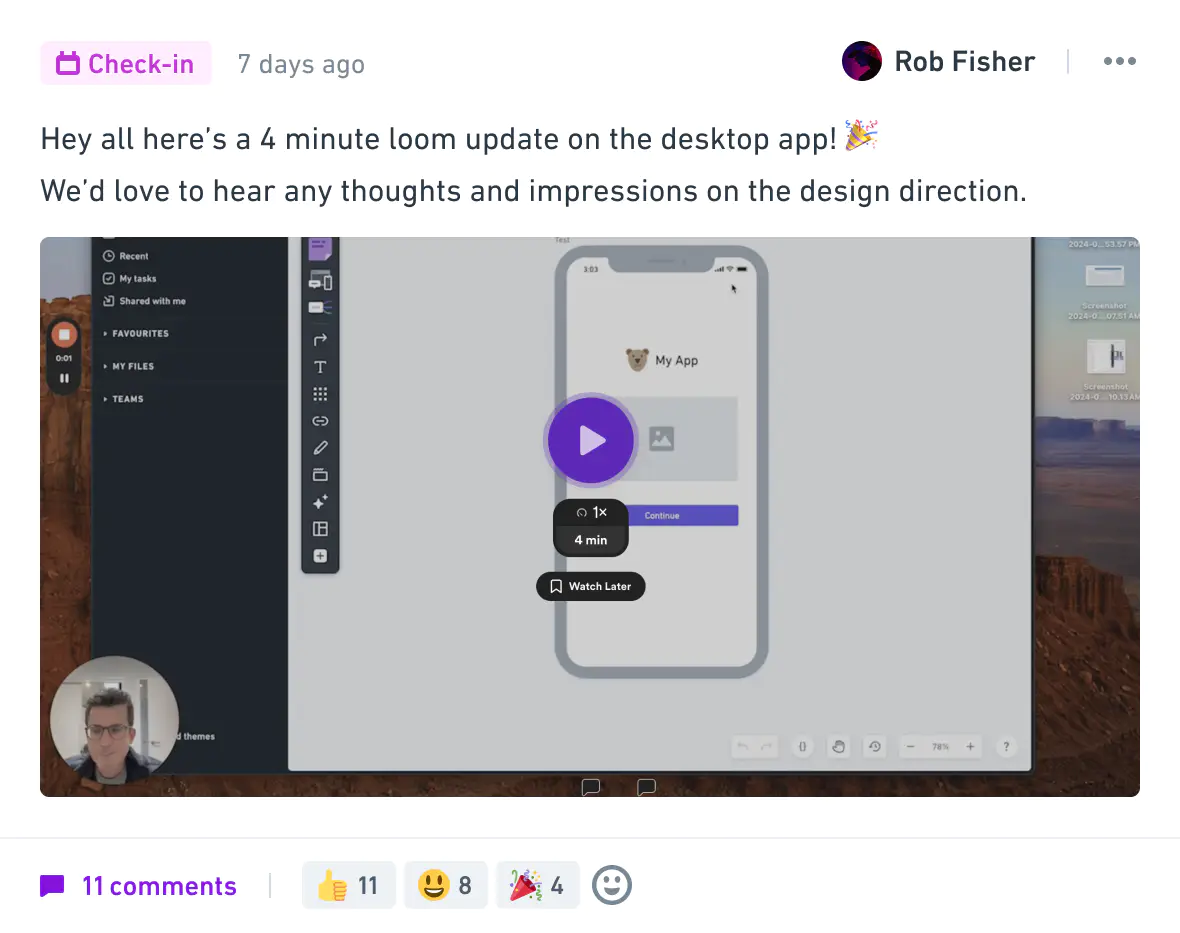 Check-in 7 days ago Rob Fisher
Hey all here’s a 4 minute loom update on the desktop app! 🎉
We’d love to hear any thoughts and impressions on the design direction.
Test
2024-0...53.57 PM
Recent
My tasks
Shared with me
FAVOURITES
MY FILES
TEAMS
0:01
3:03
My App
Continue
1×
4 min
Watch Later
Screenshot
2024-0...07.51 AM
Screenshot
2024-0...10.13 AM
d themes
{}
78%
?
11 comments 👍 11 😃 8 🎉 4